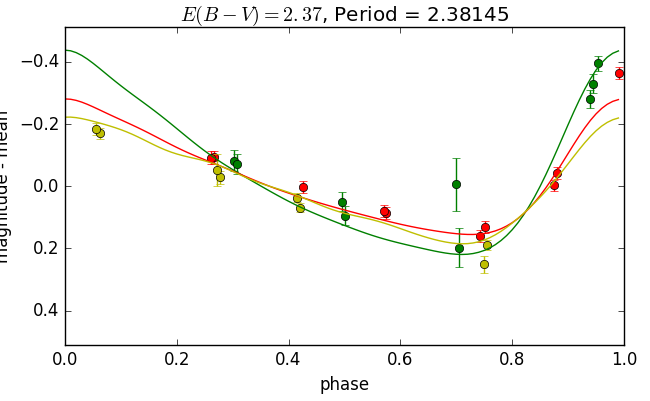 E(B − V) = 2.37, Period = 2.38145
−0.4
−0.2
0.0
0.2
0.4
magnitude - mean
0.0 0.2 0.4 0.6 0.8 1.0
phase